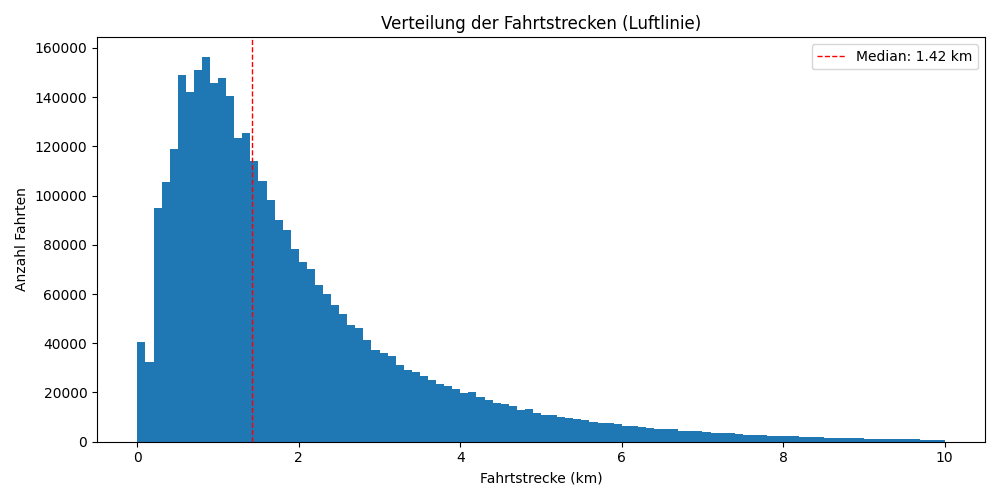 Verteilung der Fahrtstrecken (Luftlinie)
Median: 1.42 km
Anzahl Fahrten
160000
140000
120000
100000
80000
60000
40000
20000
0
0 2 4 6 8 10
Fahrtstrecke (km)